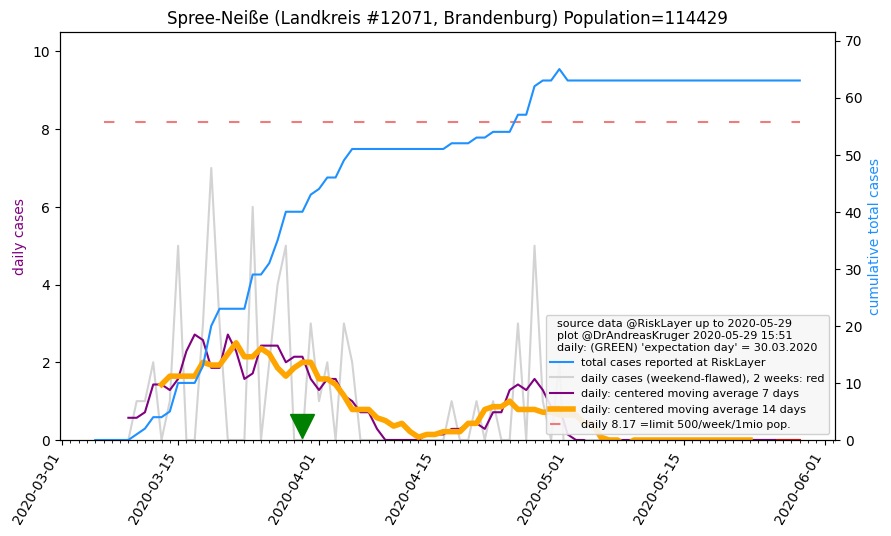 Spree-Neiße (Landkreis #12071, Brandenburg) Population=114429
daily cases
10
8
6
4
2
0
70
60
50
40
30
20
10
0
cumulative total cases
source data @RiskLayer up to 2020-05-29
plot @DrAndreasKruger 2020-05-29 15:51
daily: (GREEN) 'expectation day' = 30.03.2020
total cases reported at RiskLayer
daily cases (weekend-flawed), 2 weeks: red
daily: centered moving average 7 days
daily: centered moving average 14 days
daily 8.17 =limit 500/week/1mio pop.
2020-03-01
2020-03-15
2020-04-01
2020-04-15
2020-05-01
2020-05-15
2020-06-01